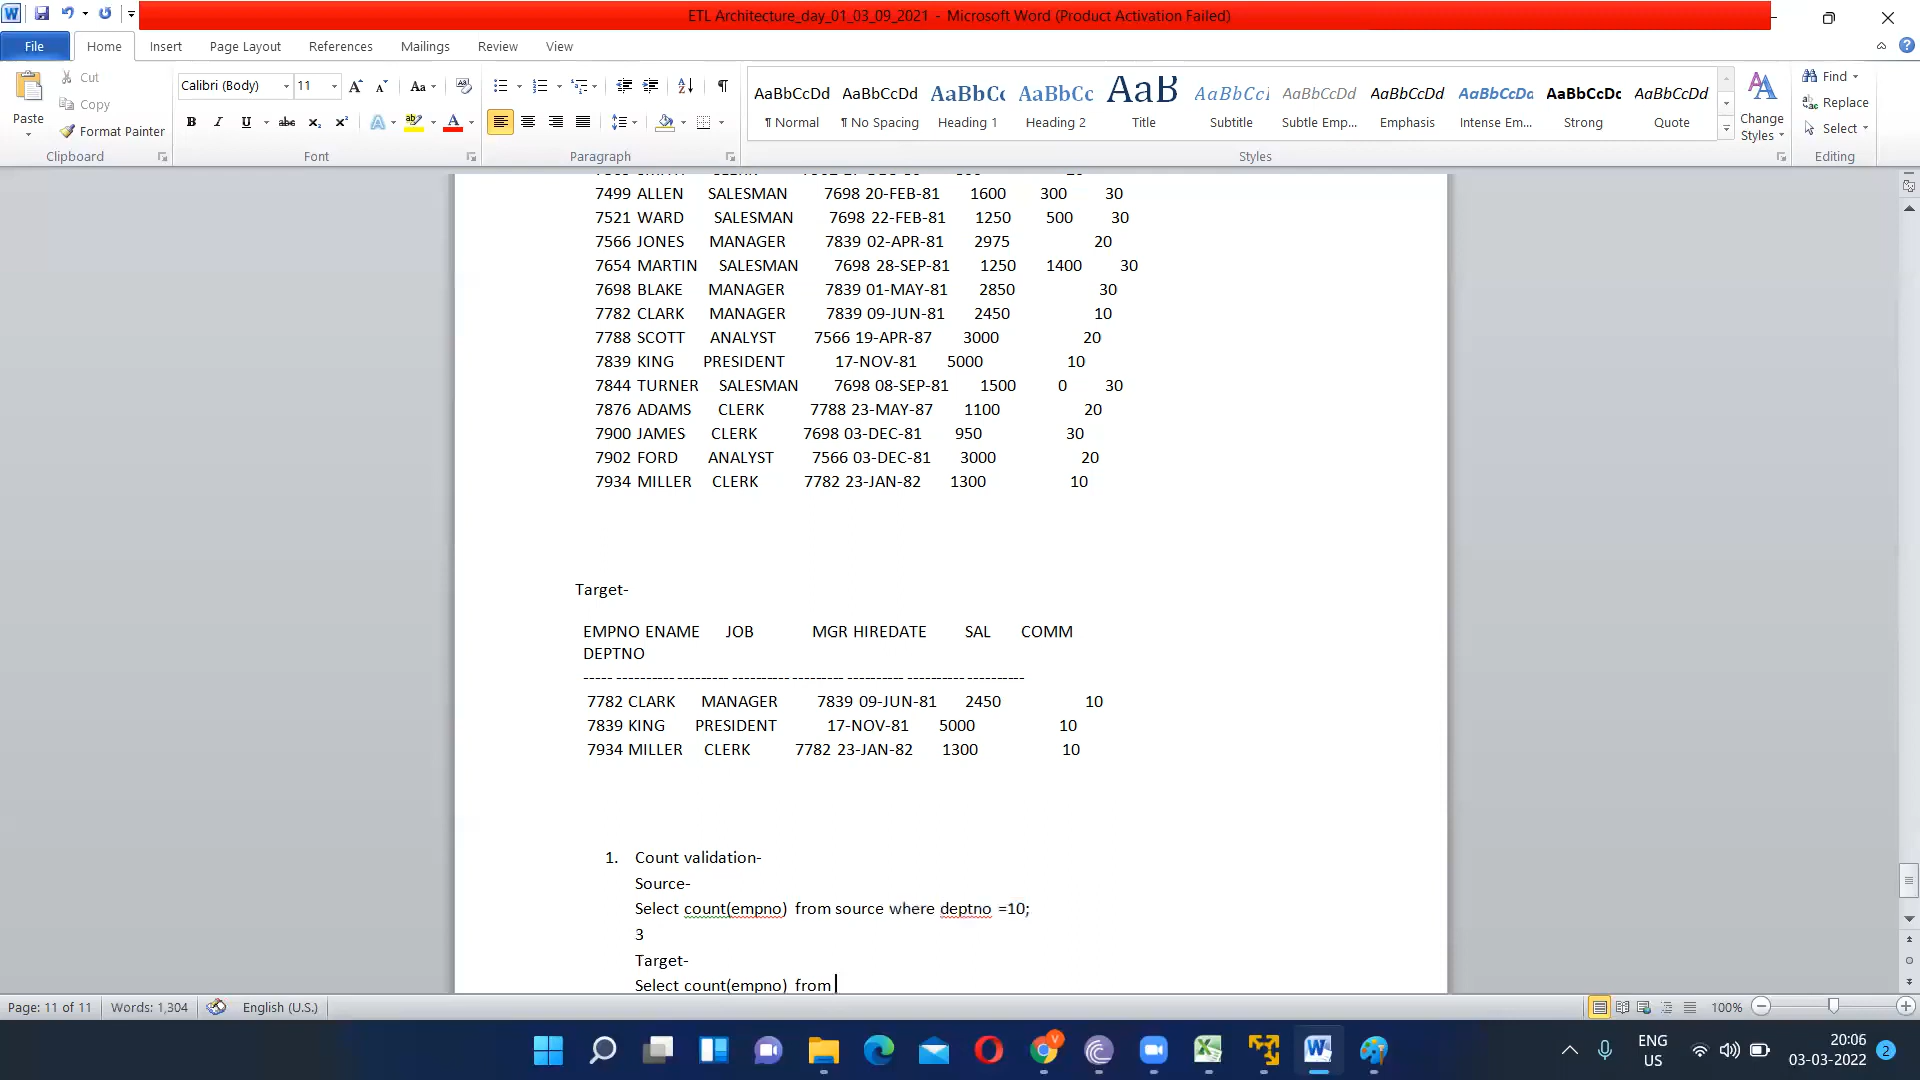 ETL Architecture_day_01_03_09_2021 - Microsoft Word (Product Activation Failed)
File Home Insert Page Layout References Mailings Review View
Paste
Cut
Copy
Format Painter
Clipboard
Calibri (Body) 11
Font
Paragraph
AaBbCcDd AaBbCcDd AaBbCc AaBbCc AaB AaBbCcI AaBbCcDd AaBbCcDd AaBbCcDd AaBbCcDc AaBbCcDd
¶ Normal ¶ No Spacing Heading 1 Heading 2 Title Subtitle Subtle Emp... Emphasis Intense Em... Strong Quote
Styles
Change Styles
Find
Replace
Select
Editing
7499 ALLEN SALESMAN 7698 20-FEB-81 1600 300 30
7521 WARD SALESMAN 7698 22-FEB-81 1250 500 30
7566 JONES MANAGER 7839 02-APR-81 2975 20
7654 MARTIN SALESMAN 7698 28-SEP-81 1250 1400 30
7698 BLAKE MANAGER 7839 01-MAY-81 2850 30
7782 CLARK MANAGER 7839 09-JUN-81 2450 10
7788 SCOTT ANALYST 7566 19-APR-87 3000 20
7839 KING PRESIDENT 17-NOV-81 5000 10
7844 TURNER SALESMAN 7698 08-SEP-81 1500 0 30
7876 ADAMS CLERK 7788 23-MAY-87 1100 20
7900 JAMES CLERK 7698 03-DEC-81 950 30
7902 FORD ANALYST 7566 03-DEC-81 3000 20
7934 MILLER CLERK 7782 23-JAN-82 1300 10
Target-
EMPNO ENAME JOB MGR HIREDATE SAL COMM
DEPTNO
----- ---------- --------- ---------- --------- ---------- ---------- ----------
7782 CLARK MANAGER 7839 09-JUN-81 2450 10
7839 KING PRESIDENT 17-NOV-81 5000 10
7934 MILLER CLERK 7782 23-JAN-82 1300 10
1. Count validation-
Source-
Select count(empno) from source where deptno =10;
3
Target-
Select count(empno) from
Page: 11 of 11 Words: 1,304 English (U.S.) 100%
ENG
US
20:06
03-03-2022
2